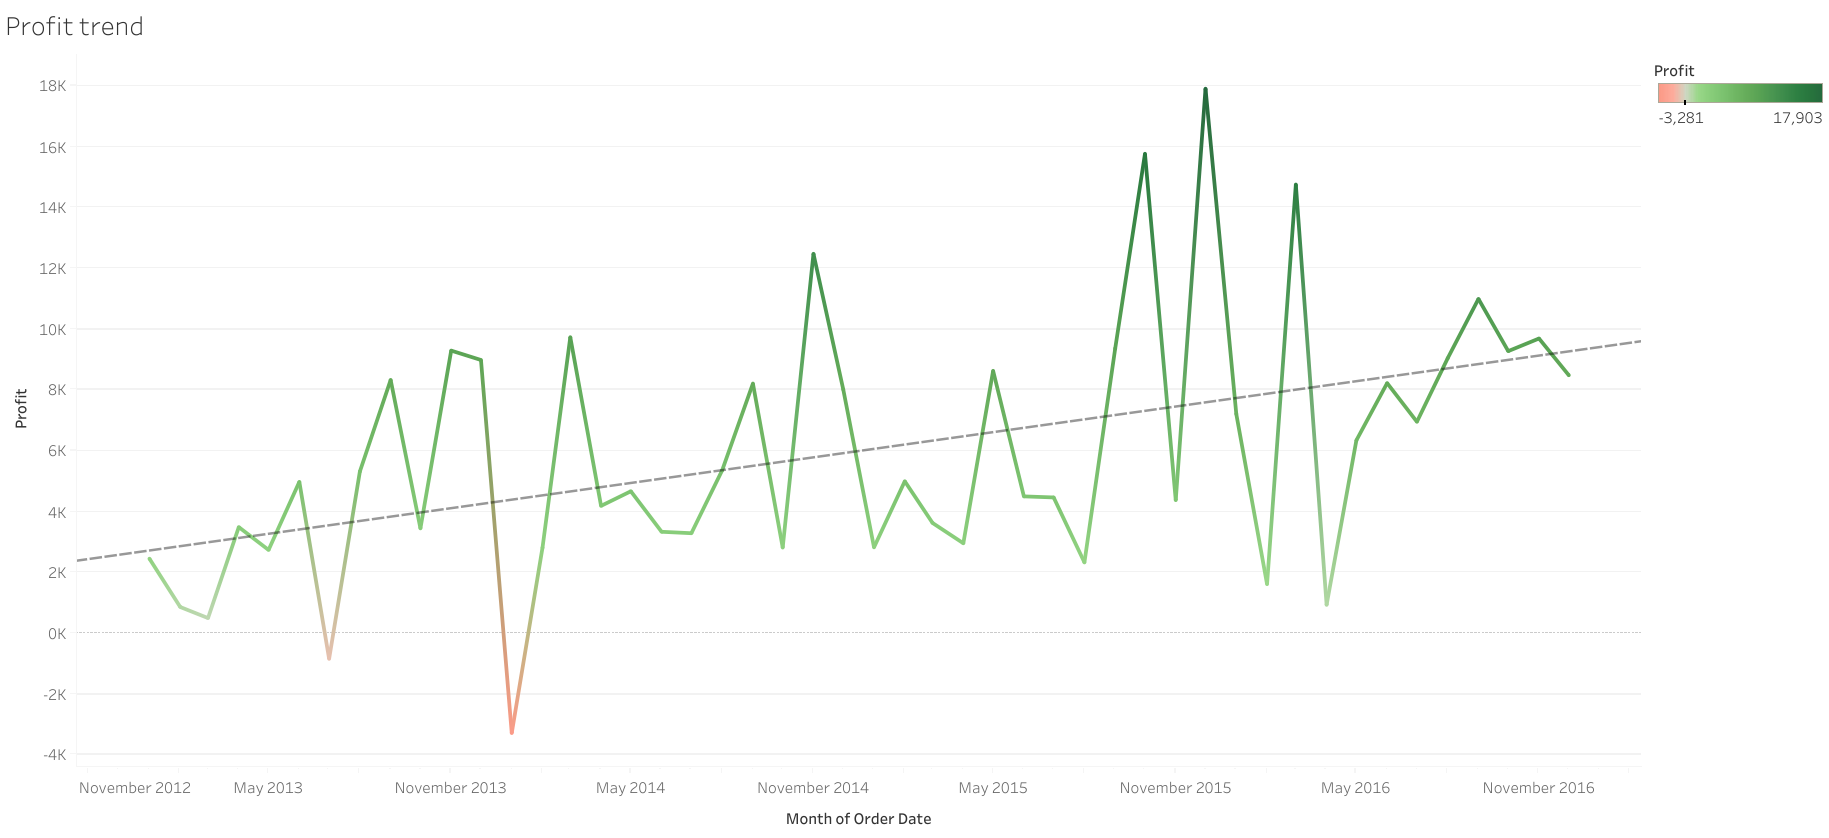 Profit trend
Profit
-3,281 17,903
18K
16K
14K
12K
10K
8K
6K
4K
2K
0K
-2K
-4K
Profit
November 2012 May 2013 November 2013 May 2014 November 2014 May 2015 November 2015 May 2016 November 2016
Month of Order Date